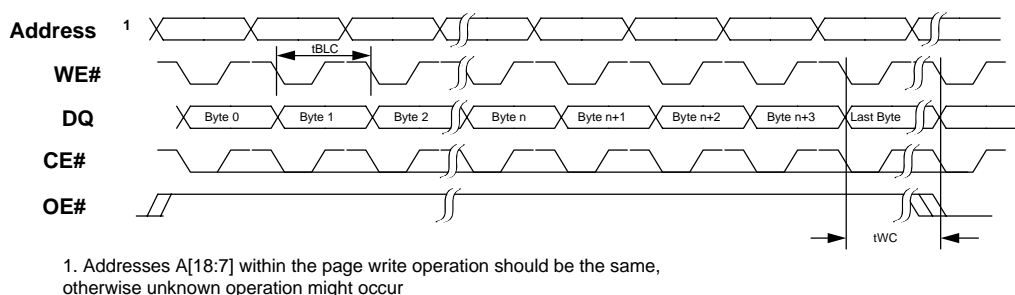 Address 1
tBLC
WE#
DQ Byte 0 Byte 1 Byte 2 Byte n Byte n+1 Byte n+2 Byte n+3 Last Byte
CE#
OE#
tWC
1. Addresses A[18:7] within the page write operation should be the same,
otherwise unknown operation might occur